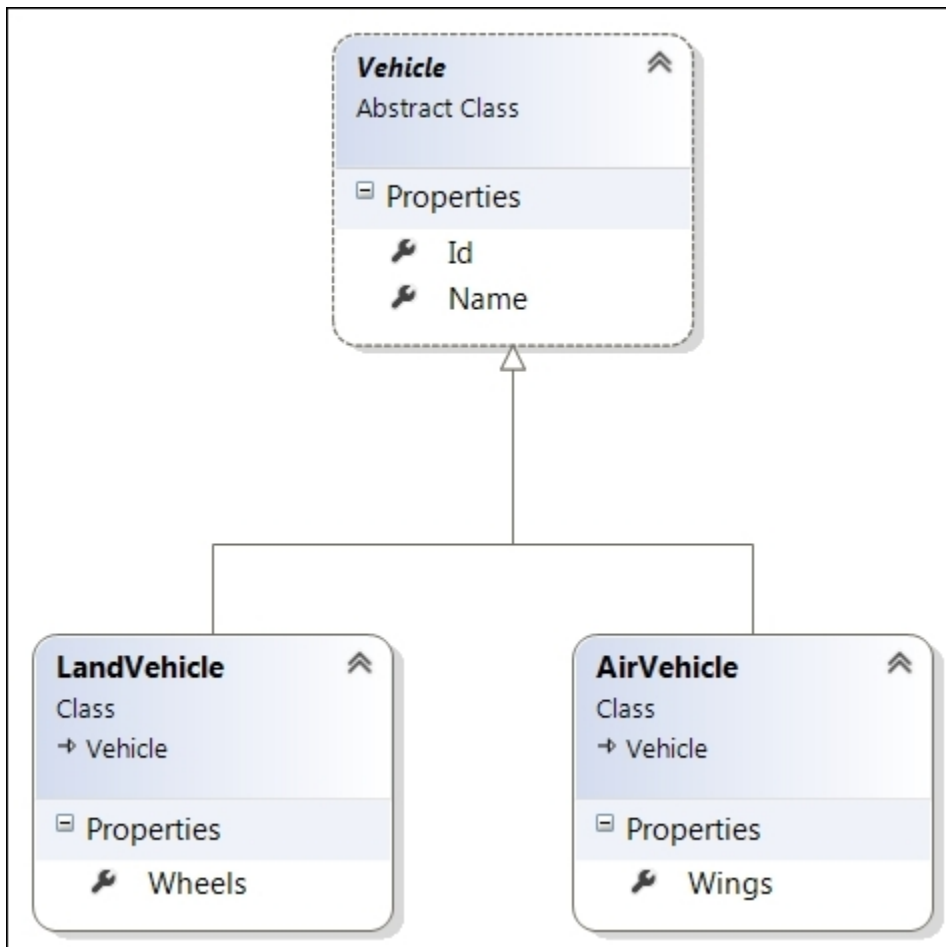 Vehicle
Abstract Class
Properties
Id
Name
LandVehicle
Class
Vehicle
Properties
Wheels
AirVehicle
Class
Vehicle
Properties
Wings